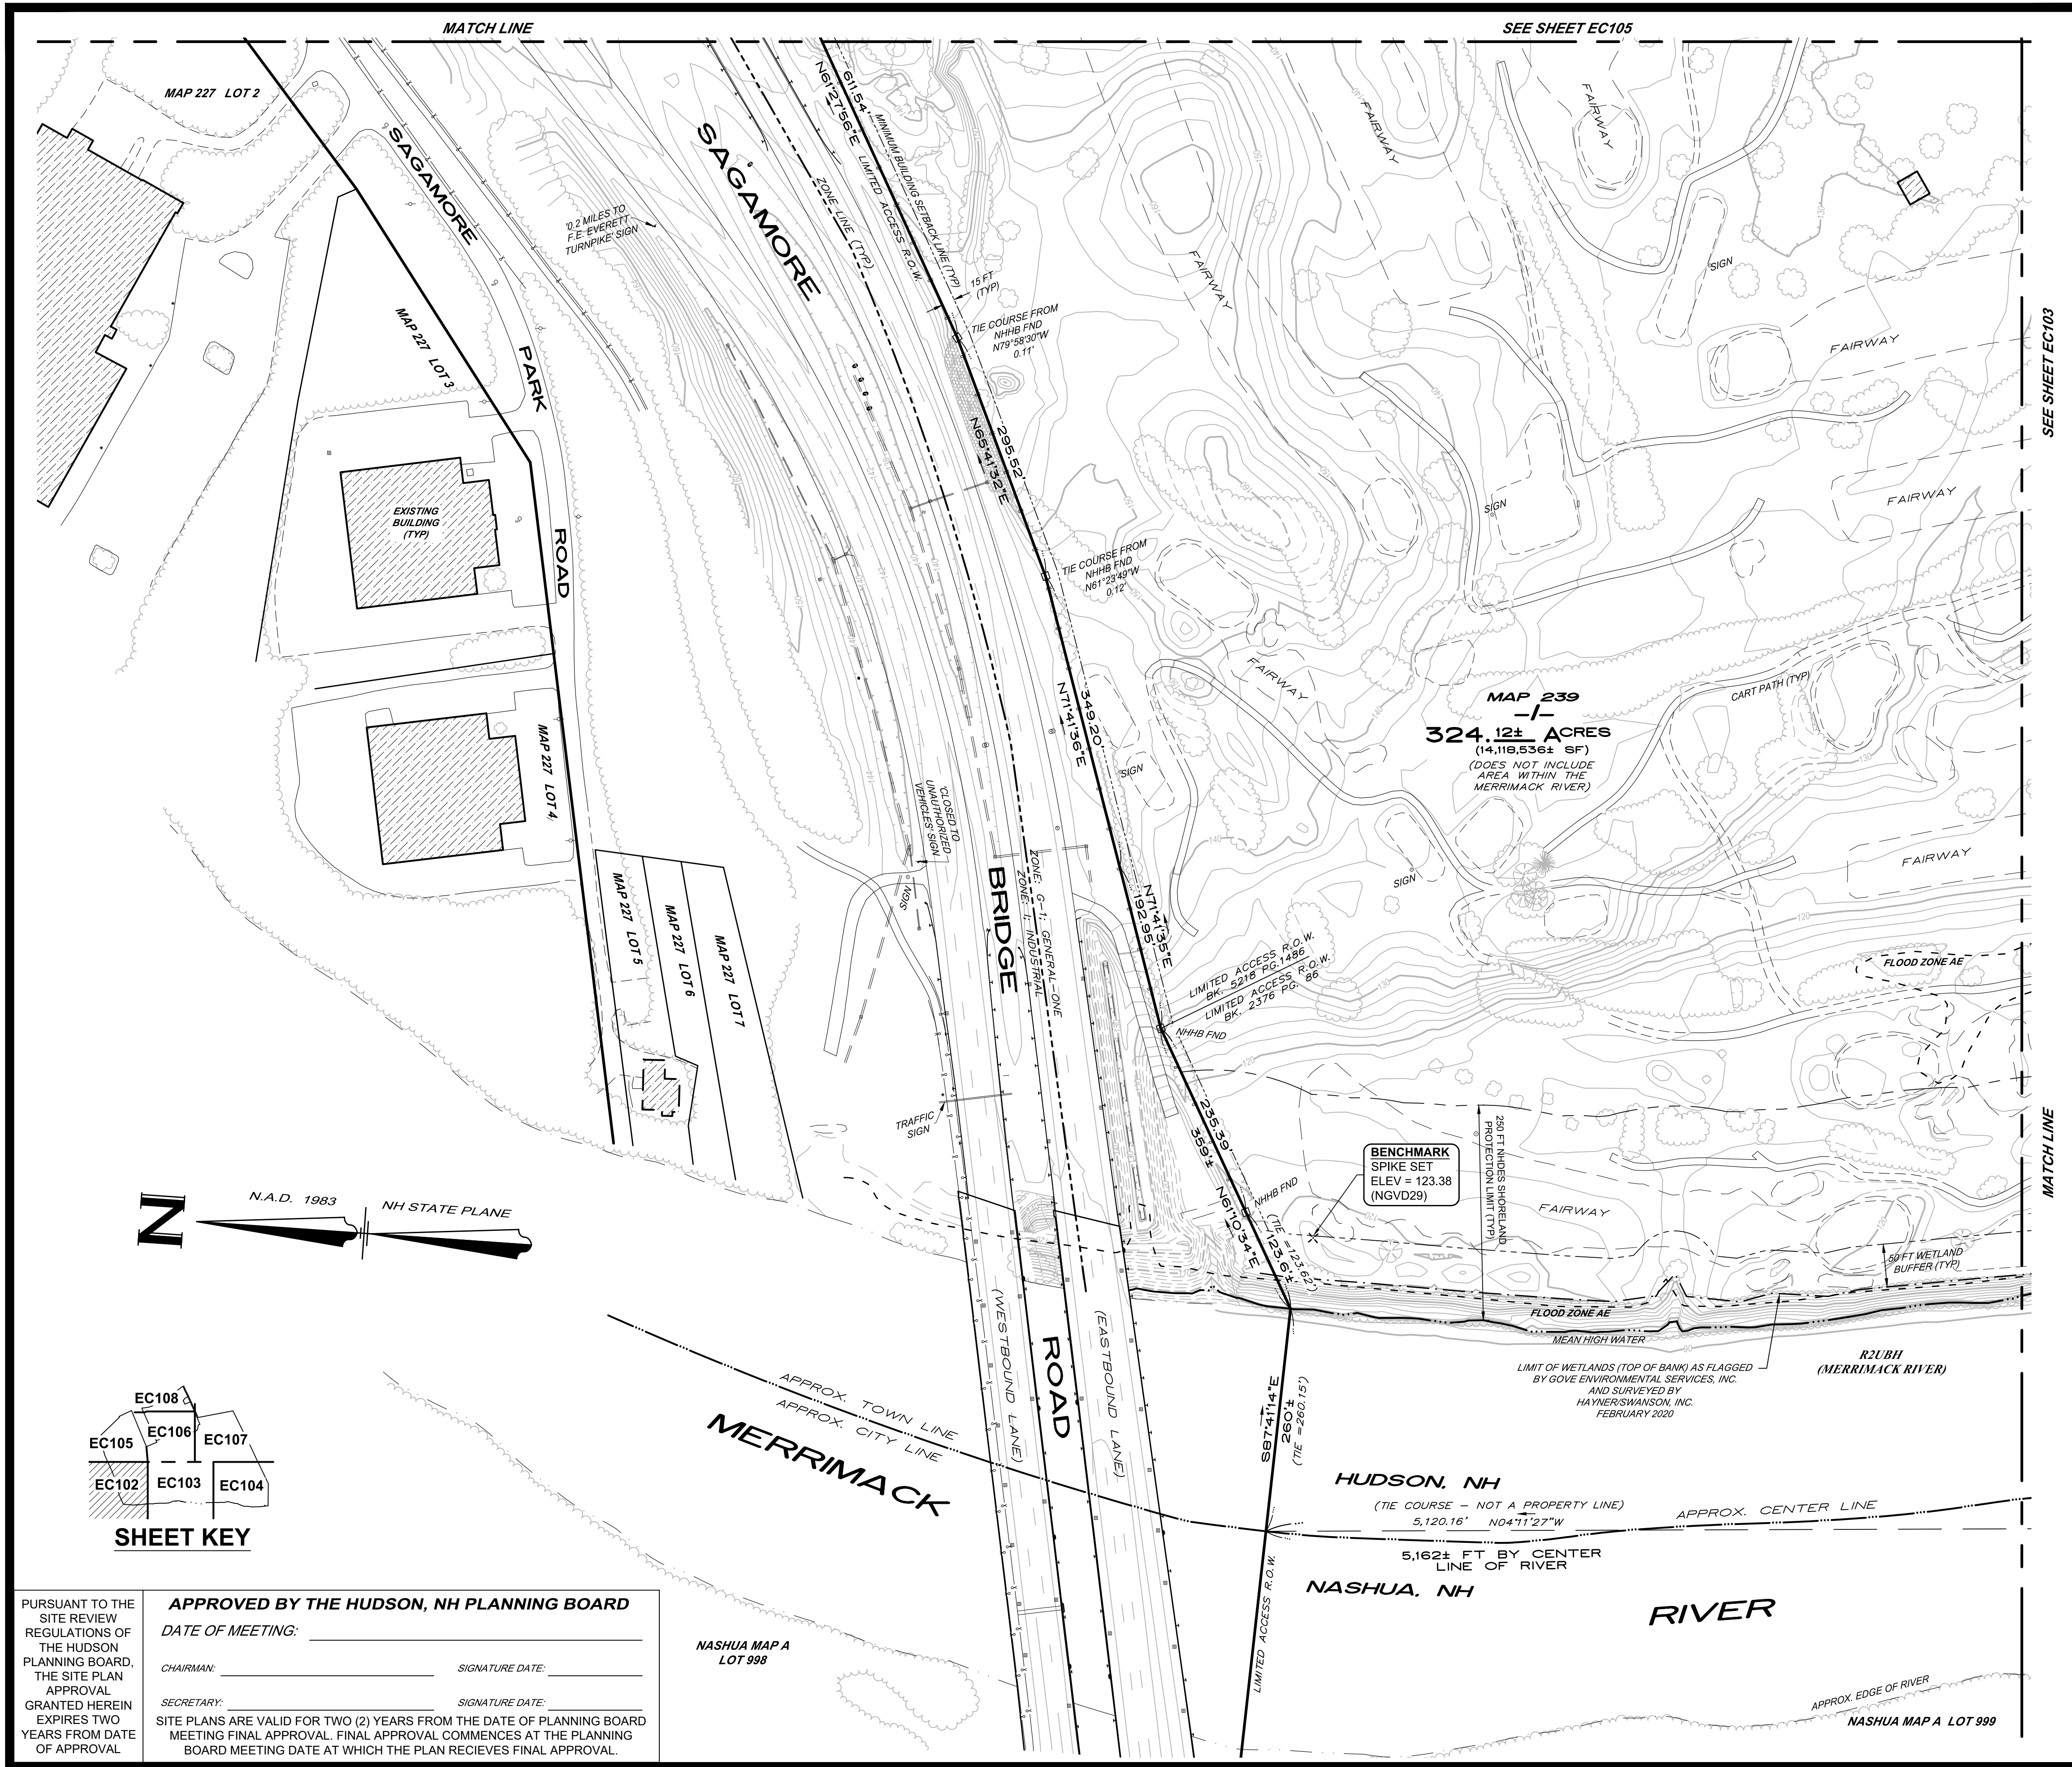 MATCH LINE
SEE SHEET EC105
MAP 227 LOT 2
SAGAMORE
PARK
ROAD
'0.2 MILES TO
F.E. EVERETT
TURNPIKE' SIGN
SAGAMORE
BRIDGE
ROAD
ZONE LINE (TYP)
611.54'
N61°27'56"E
LIMITED ACCESS R.O.W.
MINIMUM BUILDING SETBACK LINE (TYP)
15 FT
(TYP)
TIE COURSE FROM
NHHB FND
N79°58'30"W
0.11'
FAIRWAY
FAIRWAY
FAIRWAY
SIGN
FAIRWAY
SEE SHEET EC103
MAP 227 LOT 3
295.52'
N65°41'32"E
EXISTING
BUILDING
(TYP)
SIGN
FAIRWAY
TIE COURSE FROM
NHHB FND
N61°23'49"W
0.12'
FAIRWAY
349.20'
N71°41'36"E
MAP 239
-/-
324.12± ACRES
(14,118,536± SF)
(DOES NOT INCLUDE
AREA WITHIN THE
MERRIMACK RIVER)
CART PATH (TYP)
MAP 227 LOT 4
SIGN
'CLOSED TO
UNAUTHORIZED
VEHICLES' SIGN
SIGN
SIGN
FAIRWAY
ZONE: G-1; GENERAL-ONE
ZONE: I; INDUSTRIAL
MAP 227 LOT 5
MAP 227 LOT 6
MAP 227 LOT 7
N71°41'35"E
192.95'
LIMITED ACCESS R.O.W.
BK. 5218 PG.1486
LIMITED ACCESS R.O.W.
BK. 2376 PG. 86
FLOOD ZONE AE
NHHB FND
TRAFFIC
SIGN
235.39'
359'±
N61°10'34"E
NHHB FND
123.6'±
(TIE =123.62')
BENCHMARK
SPIKE SET
ELEV = 123.38
(NGVD29)
250 FT NHDES SHORELAND
PROTECTION LIMIT (TYP)
FAIRWAY
50 FT WETLAND
BUFFER (TYP)
MATCH LINE
N
N.A.D. 1983
NH STATE PLANE
FLOOD ZONE AE
MEAN HIGH WATER
LIMIT OF WETLANDS (TOP OF BANK) AS FLAGGED
BY GOVE ENVIRONMENTAL SERVICES, INC.
AND SURVEYED BY
HAYNER/SWANSON, INC.
FEBRUARY 2020
R2UBH
(MERRIMACK RIVER)
(WESTBOUND LANE)
(EASTBOUND LANE)
APPROX. TOWN LINE
APPROX. CITY LINE
MERRIMACK
S87°41'14"E
260'±
(TIE =260.15')
HUDSON, NH
(TIE COURSE – NOT A PROPERTY LINE)
5,120.16' N04°11'27"W
APPROX. CENTER LINE
5,162± FT BY CENTER
LINE OF RIVER
NASHUA, NH
RIVER
LIMITED ACCESS R.O.W.
APPROX. EDGE OF RIVER
NASHUA MAP A LOT 999
NASHUA MAP A
LOT 998
EC108
EC105
EC106
EC107
EC102
EC103
EC104
SHEET KEY
PURSUANT TO THE
SITE REVIEW
REGULATIONS OF
THE HUDSON
PLANNING BOARD,
THE SITE PLAN
APPROVAL
GRANTED HEREIN
EXPIRES TWO
YEARS FROM DATE
OF APPROVAL
APPROVED BY THE HUDSON, NH PLANNING BOARD
DATE OF MEETING:
CHAIRMAN: SIGNATURE DATE:
SECRETARY: SIGNATURE DATE:
SITE PLANS ARE VALID FOR TWO (2) YEARS FROM THE DATE OF PLANNING BOARD
MEETING FINAL APPROVAL. FINAL APPROVAL COMMENCES AT THE PLANNING
BOARD MEETING DATE AT WHICH THE PLAN RECIEVES FINAL APPROVAL.